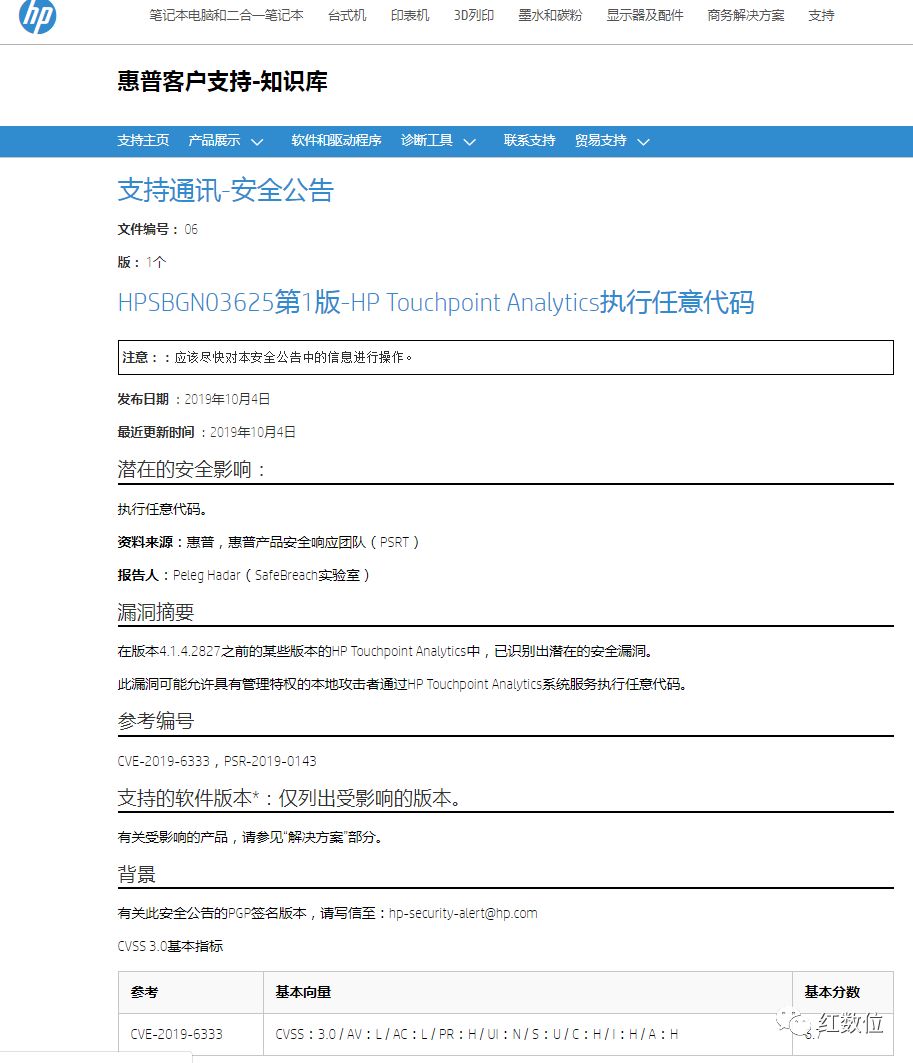 hp
笔记本电脑和二合一笔记本 台式机 印表机 3D列印 墨水和碳粉 显示器及配件 商务解决方案 支持
惠普客户支持-知识库
支持主页 产品展示 软件和驱动程序 诊断工具 联系支持 贸易支持
支持通讯-安全公告
文件编号： 06
版： 1个
HPSBGN03625第1版-HP Touchpoint Analytics执行任意代码
注意：：应该尽快对本安全公告中的信息进行操作。
发布日期 ：2019年10月4日
最近更新时间 ：2019年10月4日
潜在的安全影响：
执行任意代码。
资料来源：惠普，惠普产品安全响应团队（PSRT）
报告人：Peleg Hadar（SafeBreach实验室）
漏洞摘要
在版本4.1.4.2827之前的某些版本的HP Touchpoint Analytics中，已识别出潜在的安全漏洞。
此漏洞可能允许具有管理特权的本地攻击者通过HP Touchpoint Analytics系统服务执行任意代码。
参考编号
CVE-2019-6333，PSR-2019-0143
支持的软件版本*：仅列出受影响的版本。
有关受影响的产品，请参见“解决方案”部分。
背景
有关此安全公告的PGP签名版本，请写信至：hp-security-alert@hp.com
CVSS 3.0基本指标
参考 基本向量 基本分数
CVE-2019-6333 CVSS：3.0 / AV：L / AC：L / PR：H / UI：N / S：U / C：H / I：H / A：H 6.7
红数位